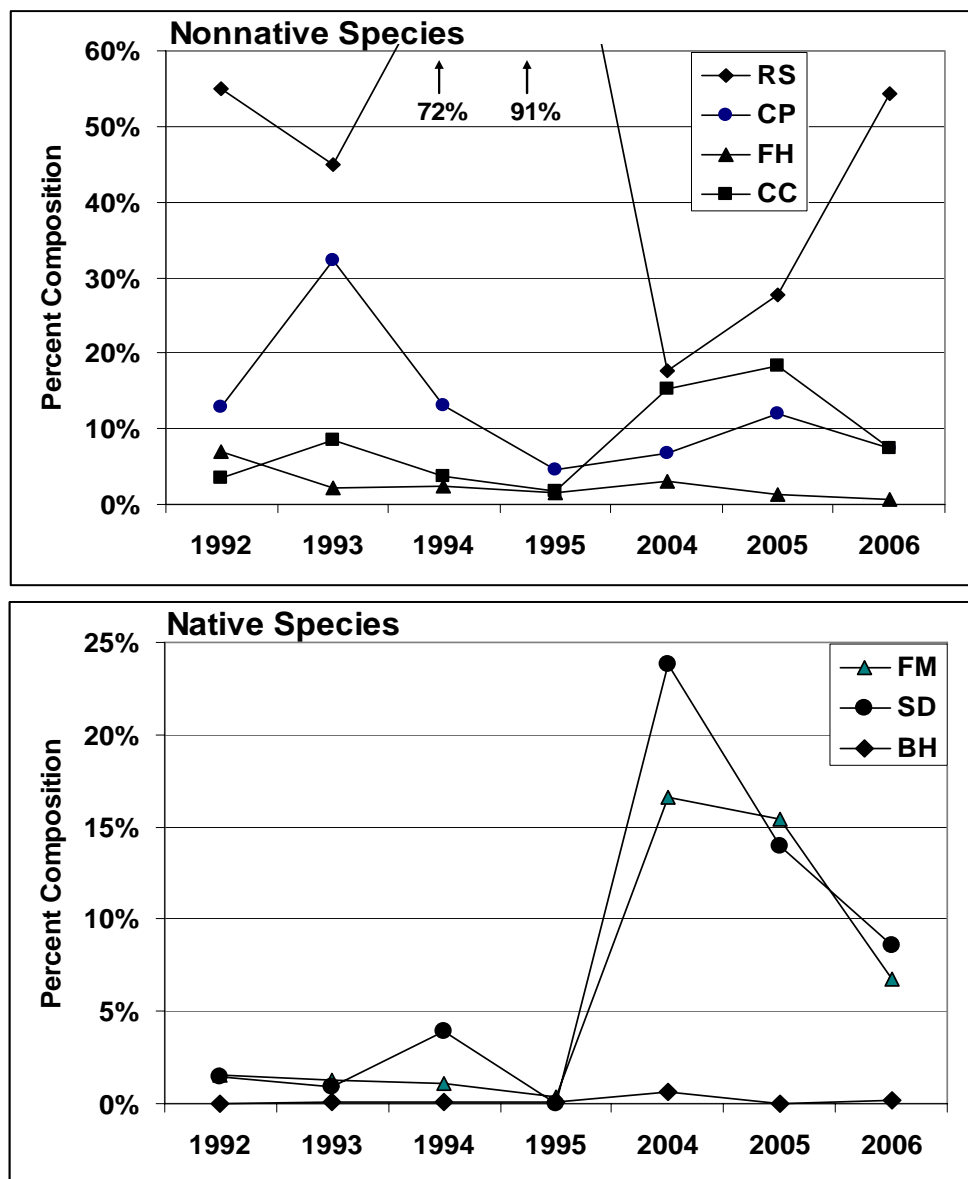 Nonnative Species
60%
50%
40%
30%
20%
10%
0%
Percent Composition
72% 91%
RS
CP
FH
CC
1992 1993 1994 1995 2004 2005 2006
Native Species
25%
20%
15%
10%
5%
0%
Percent Composition
FM
SD
BH
1992 1993 1994 1995 2004 2005 2006